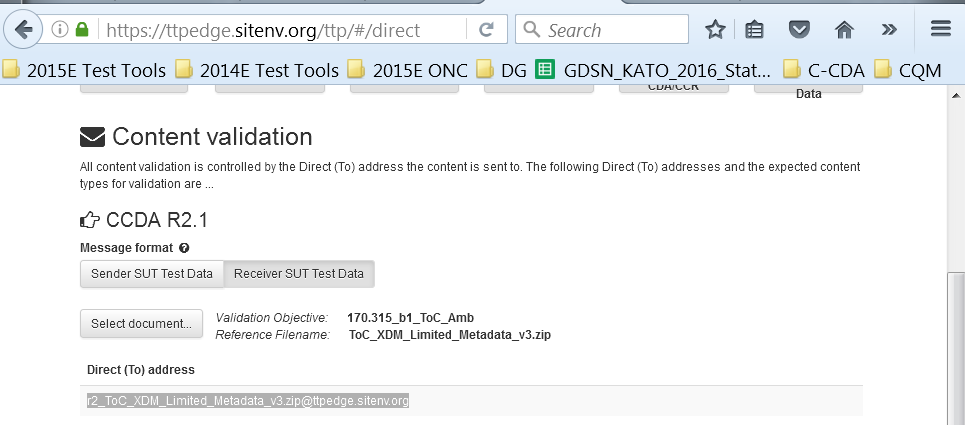 https://ttpedge.sitenv.org/ttp/#/direct
Search
2015E Test Tools
2014E Test Tools
2015E ONC
DG
GDSN_KATO_2016_Stat...
C-CDA
CQM
CDA/CCR
Data
Content validation
All content validation is controlled by the Direct (To) address the content is sent to. The following Direct (To) addresses and the expected content
types for validation are ...
CCDA R2.1
Message format
Sender SUT Test Data
Receiver SUT Test Data
Select document...
Validation Objective: 170.315_b1_ToC_Amb
Reference Filename: ToC_XDM_Limited_Metadata_v3.zip
Direct (To) address
r2_ToC_XDM_Limited_Metadata_v3.zip@ttpedge.sitenv.org